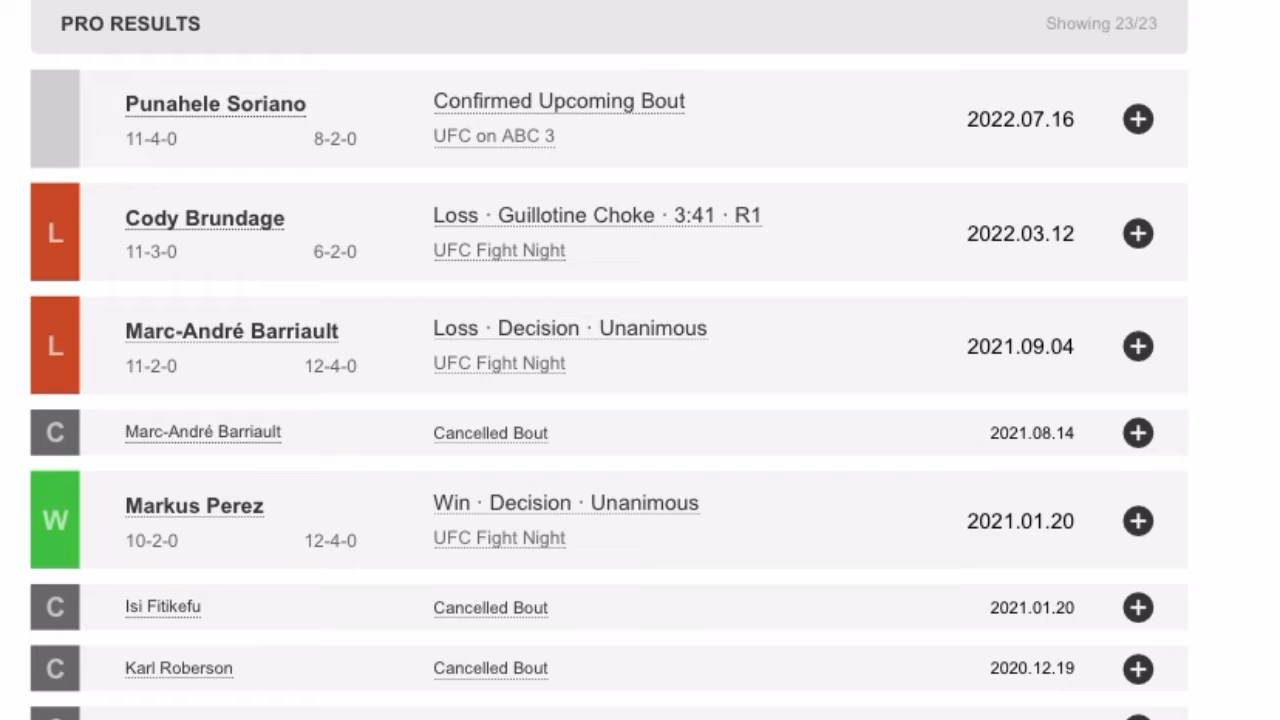 PRO RESULTS
Showing 23/23
Punahele Soriano
11-4-0
8-2-0
Confirmed Upcoming Bout
UFC on ABC 3
2022.07.16
L
Cody Brundage
11-3-0
6-2-0
Loss · Guillotine Choke · 3:41 · R1
UFC Fight Night
2022.03.12
L
Marc-André Barriault
11-2-0
12-4-0
Loss · Decision · Unanimous
UFC Fight Night
2021.09.04
C
Marc-André Barriault
Cancelled Bout
2021.08.14
W
Markus Perez
10-2-0
12-4-0
Win · Decision · Unanimous
UFC Fight Night
2021.01.20
C
Isi Fitikefu
Cancelled Bout
2021.01.20
C
Karl Roberson
Cancelled Bout
2020.12.19